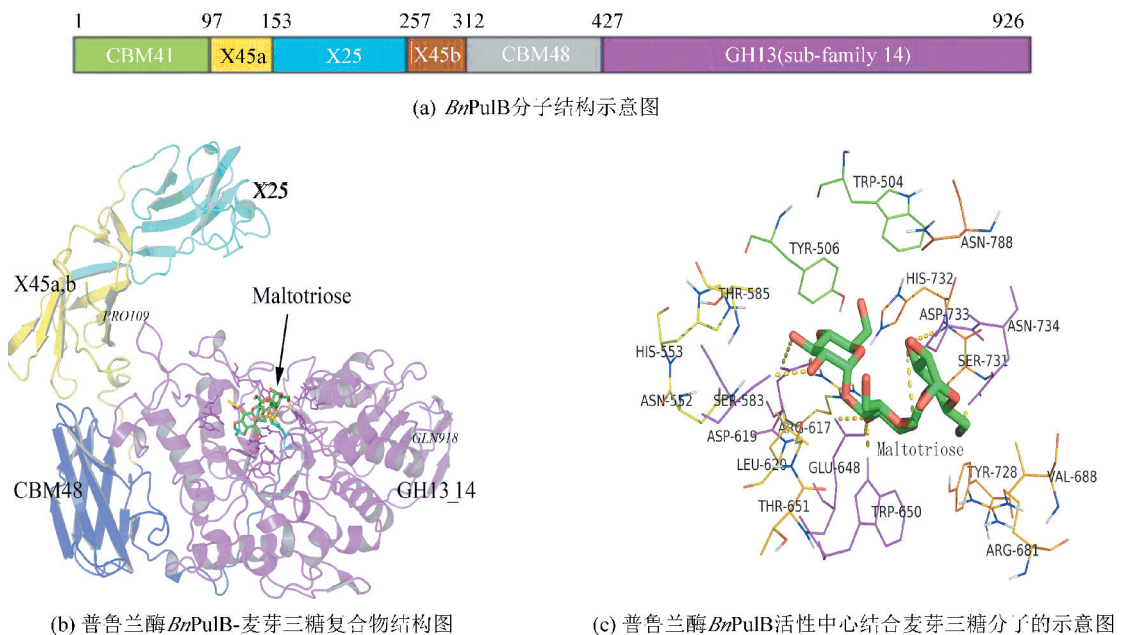 1 97 153 257 312 427 926
CBM41 X45a X25 X45b CBM48 GH13(sub-family 14)
(a) BnPulB分子结构示意图
X25
X45a,b
Maltotriose
PRO109
CBM48
GLN918
GH13_14
(b) 普鲁兰酶BnPulB-麦芽三糖复合物结构图
TRP-504
ASN-788
TYR-506
HIS-732
THR-585
ASP-733
ASN-734
HIS-553
SER-731
ASN-552
SER-583
ARG-617
ASP-619
Maltotriose
LEU-629
GLU-648
TYR-728
VAL-688
THR-651
TRP-650
ARG-681
(c) 普鲁兰酶BnPulB活性中心结合麦芽三糖分子的示意图